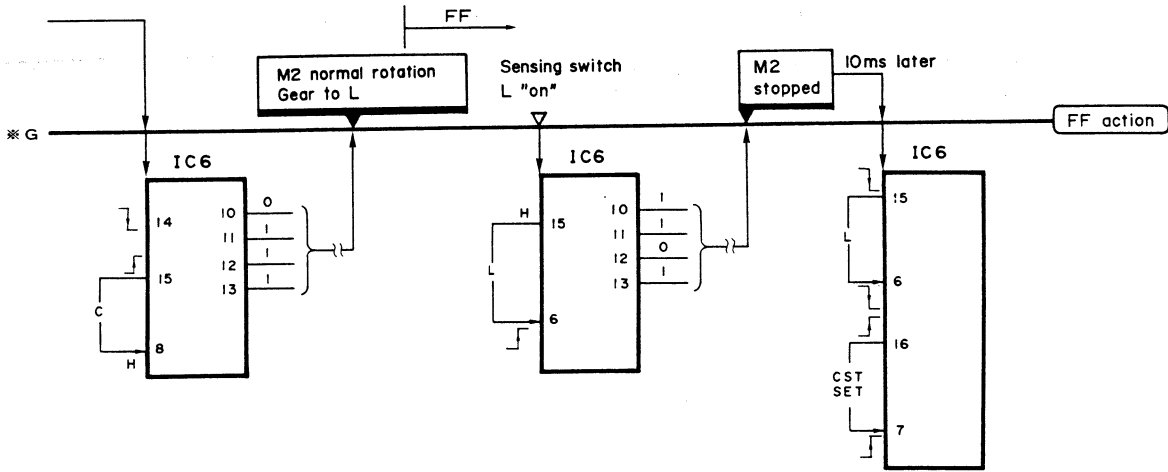 FF
M2 normal rotation
Gear to L
Sensing switch
L "on"
M2
stopped
10ms later
※G
FF action
IC6
14
15
C
8
H
10
0
11
1
12
1
13
1
IC6
H
15
L
6
10
1
11
1
12
0
13
1
IC6
15
L
6
16
CST
SET
7